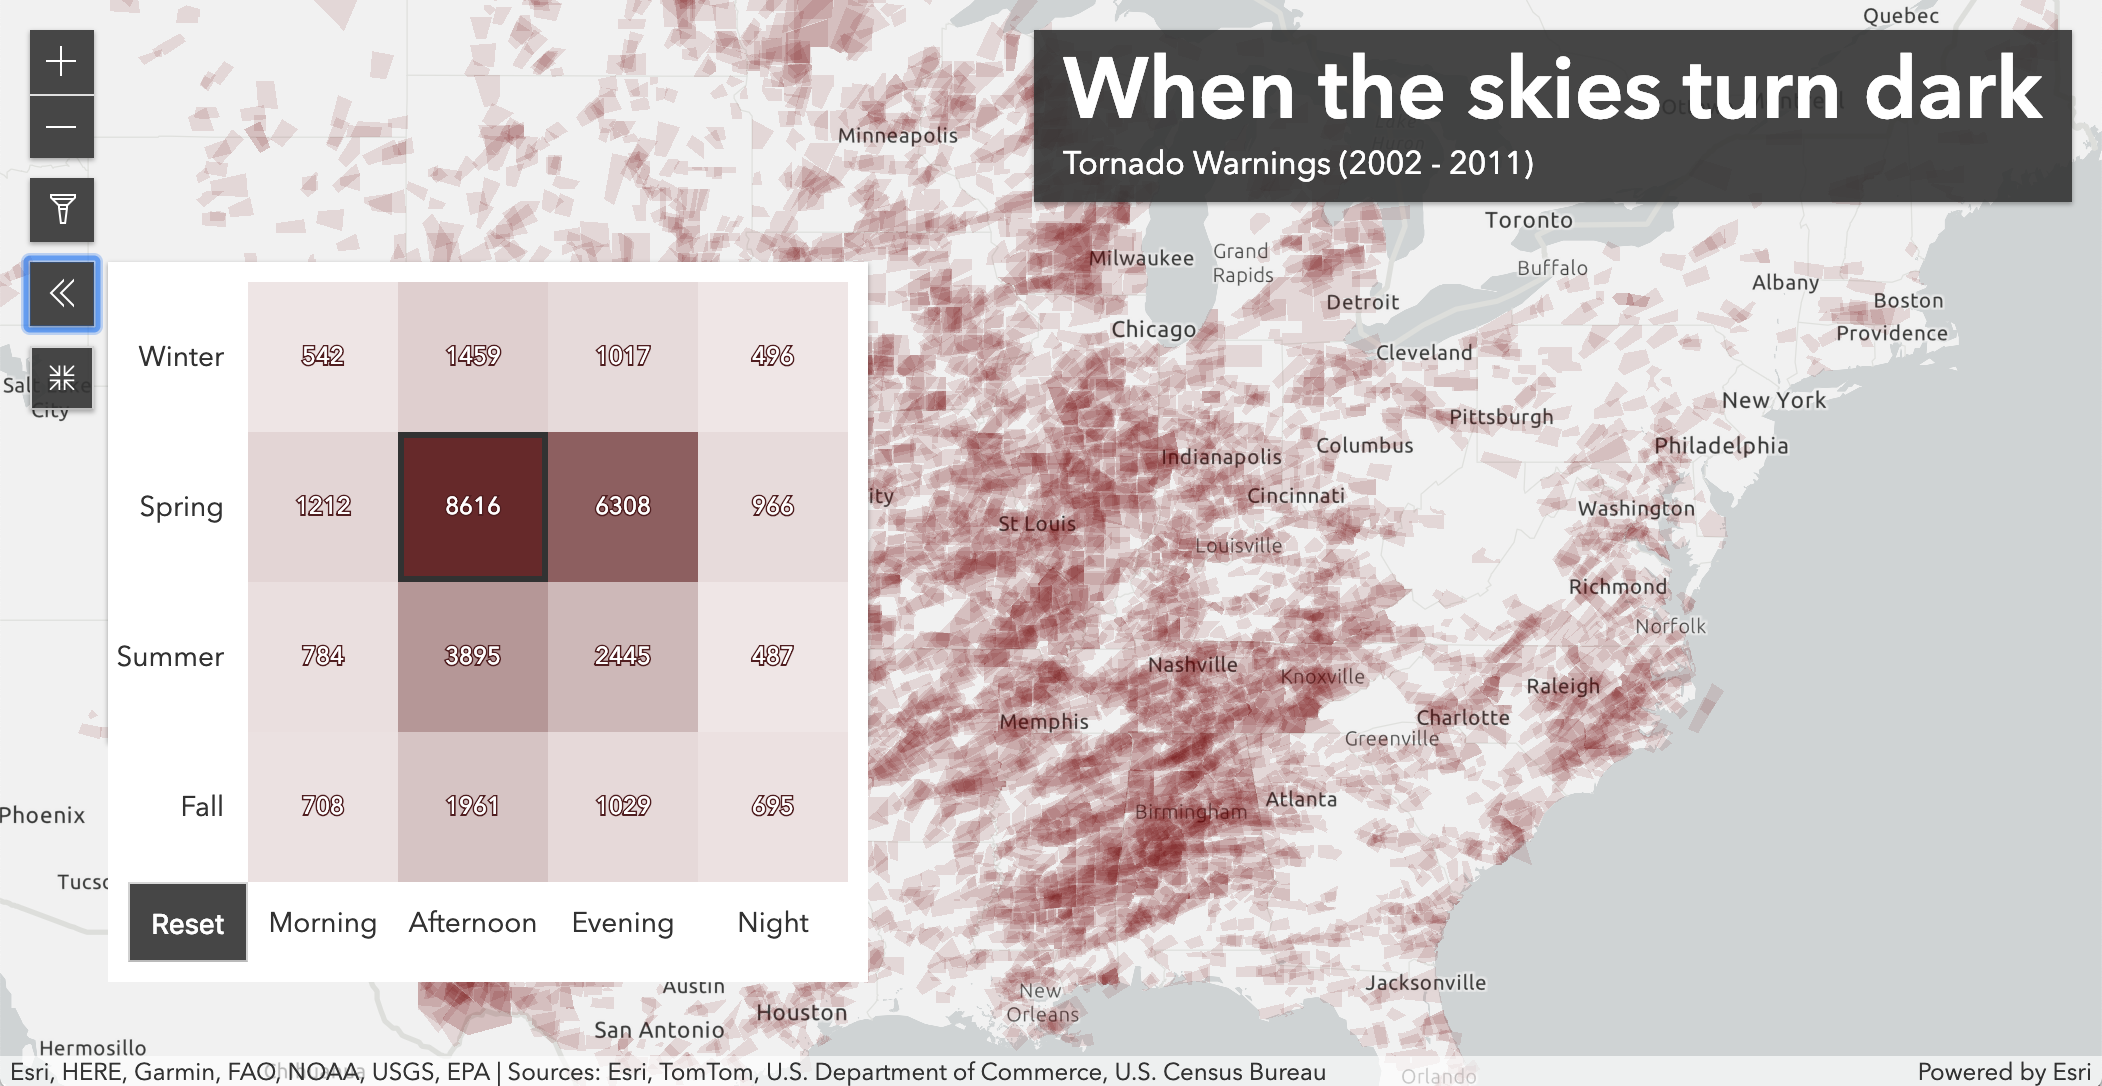 Quebec
When the skies turn dark
Tornado Warnings (2002 - 2011)
Minneapolis
Toronto
Milwaukee
Grand
Rapids
Buffalo
Albany
Boston
Detroit
Chicago
Providence
Cleveland
Salt Lake
City
New York
Pittsburgh
Columbus
Philadelphia
Indianapolis
Cincinnati
ity
Washington
St Louis
Louisville
Richmond
Norfolk
Nashville
Knoxville
Raleigh
Memphis
Charlotte
Greenville
Atlanta
Birmingham
Phoenix
Tucso
Jacksonville
Austin
New
Orleans
Houston
San Antonio
Hermosillo
Orlando
Winter 542 1459 1017 496
Spring 1212 8616 6308 966
Summer 784 3895 2445 487
Fall 708 1961 1029 695
Reset Morning Afternoon Evening Night
Esri, HERE, Garmin, FAO, NOAA, USGS, EPA | Sources: Esri, TomTom, U.S. Department of Commerce, U.S. Census Bureau
Powered by Esri